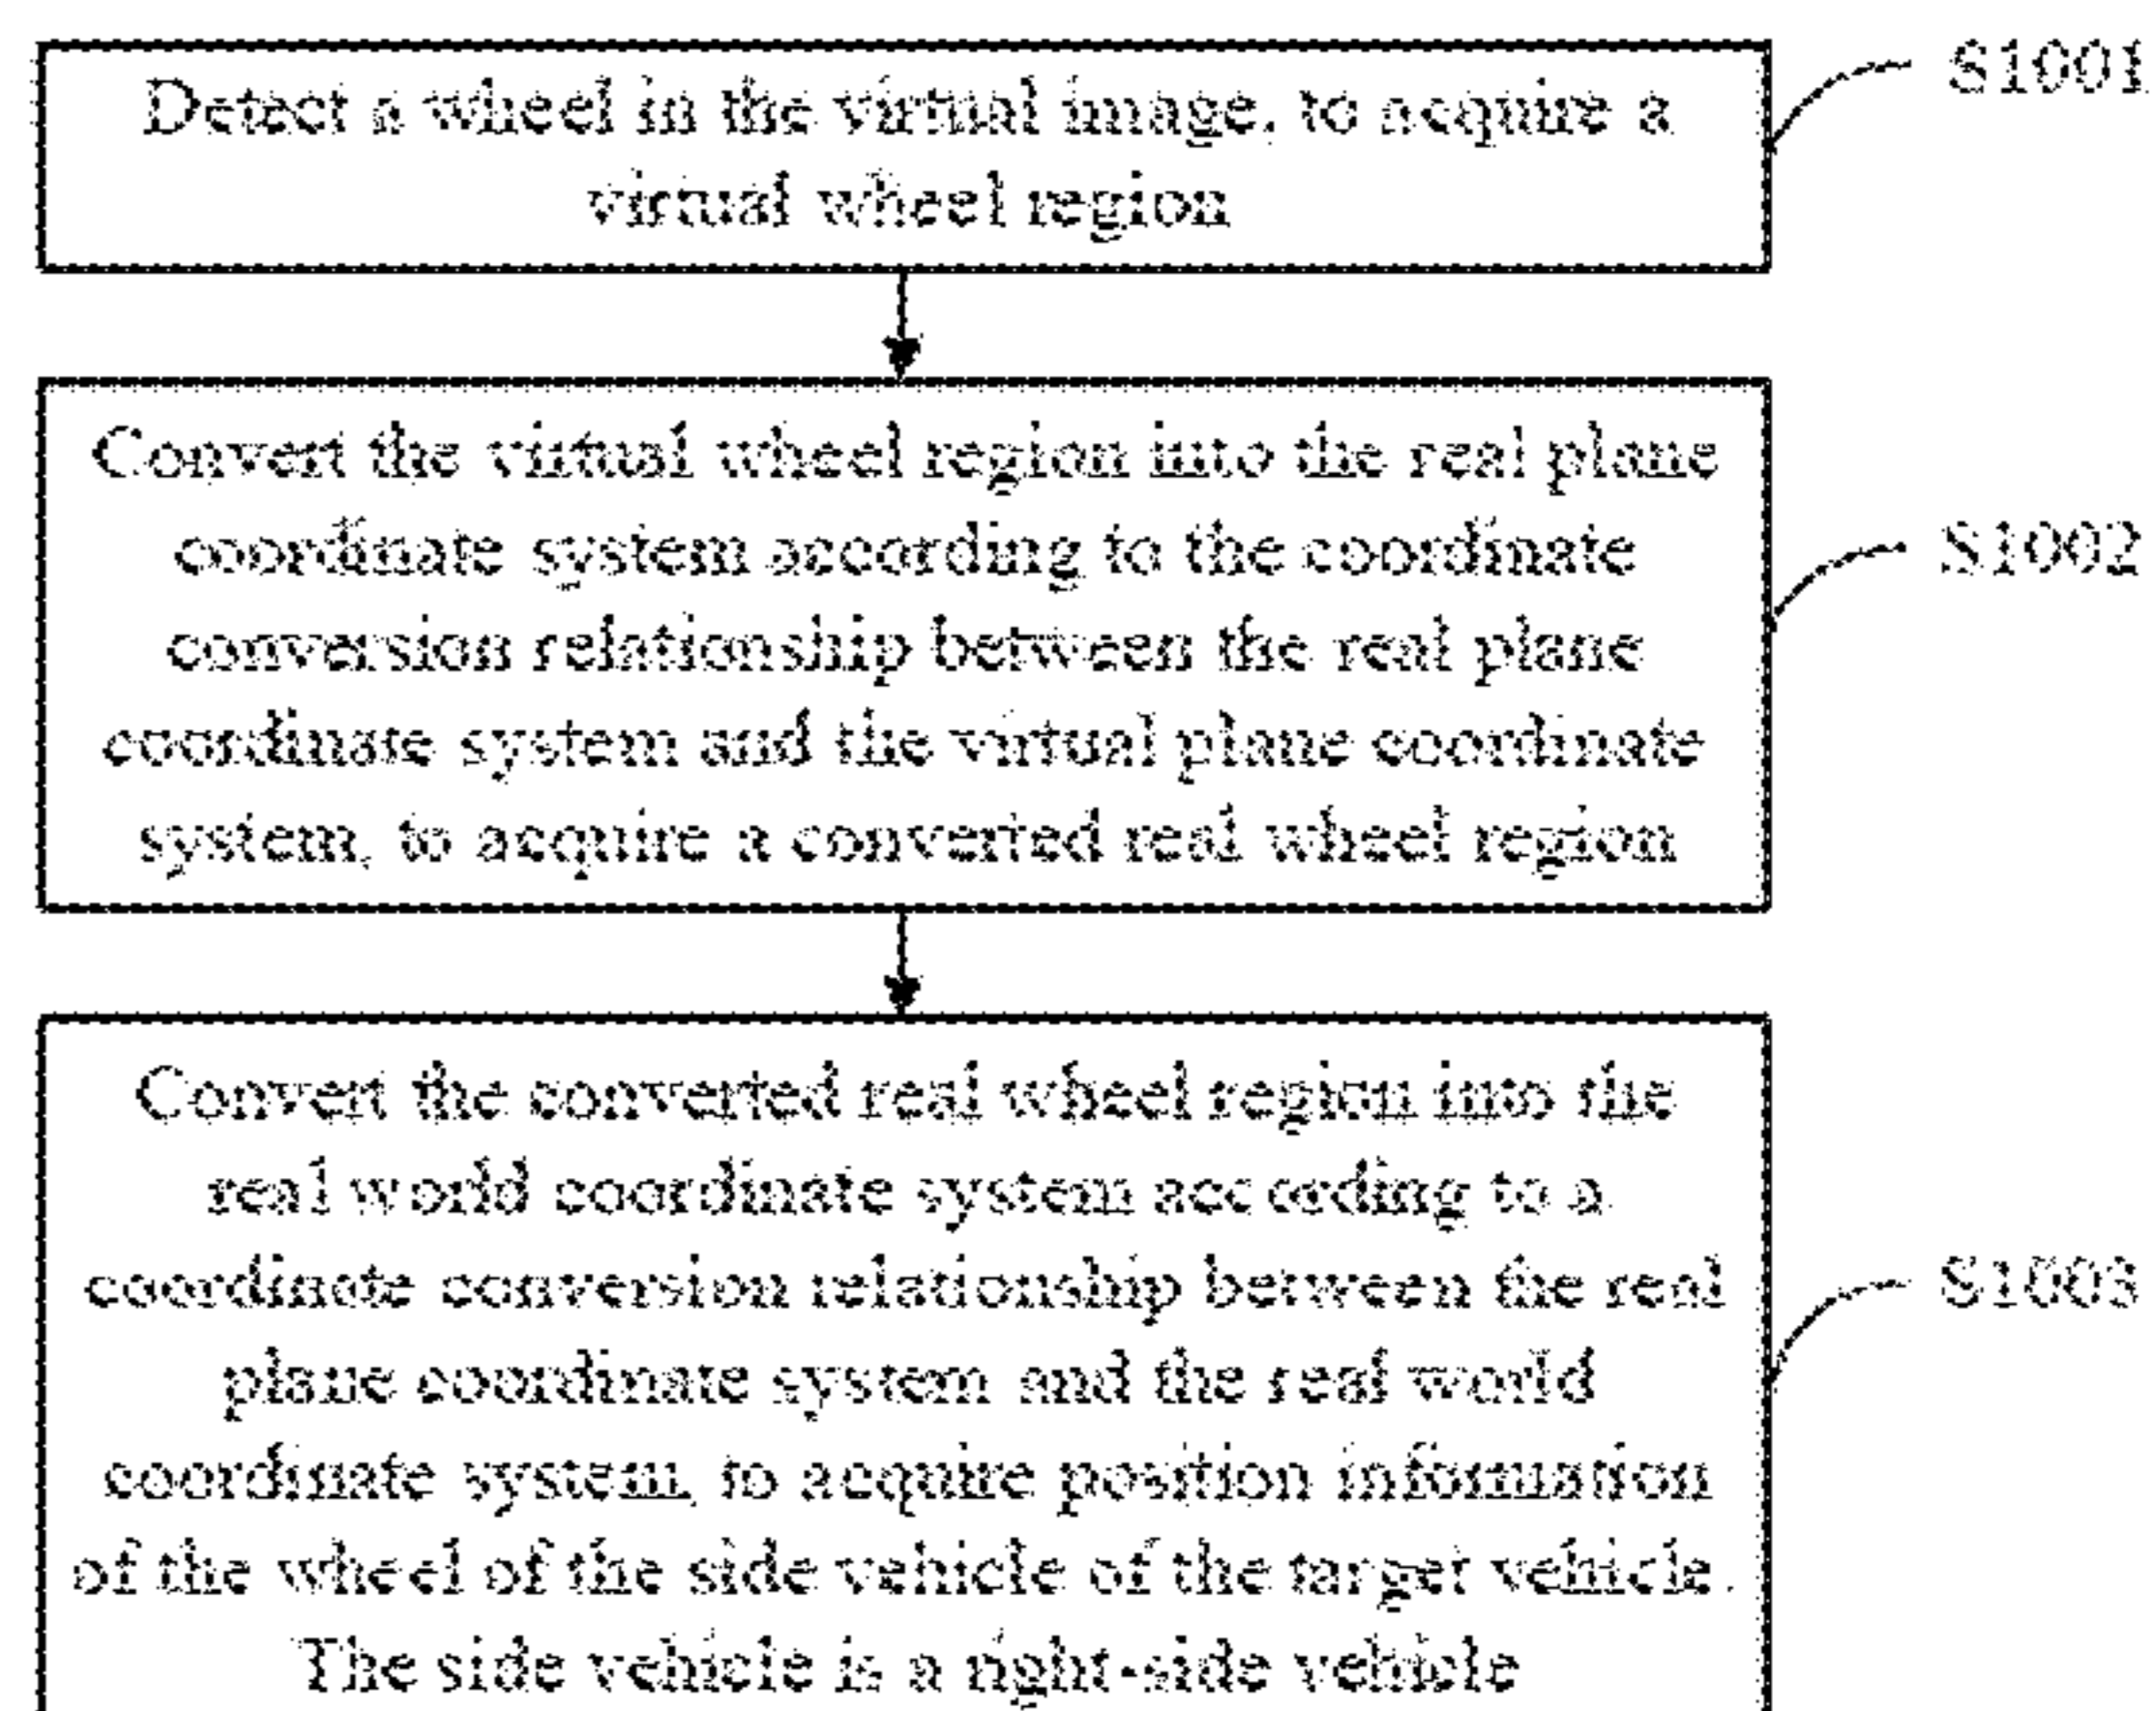 Detect a wheel in the virtual image, to acquire a
virtual wheel region
S1001
Convert the virtual wheel region into the real plane
coordinate system according to the coordinate
conversion relationship between the real plane
coordinate system and the virtual plane coordinate
system, to acquire a converted real wheel region
S1002
Convert the converted real wheel region into the
real world coordinate system according to a
coordinate conversion relationship between the real
plane coordinate system and the real world
coordinate system, to acquire position information
of the wheel of the side vehicle of the target vehicle.
The side vehicle is a right-side vehicle
S1003